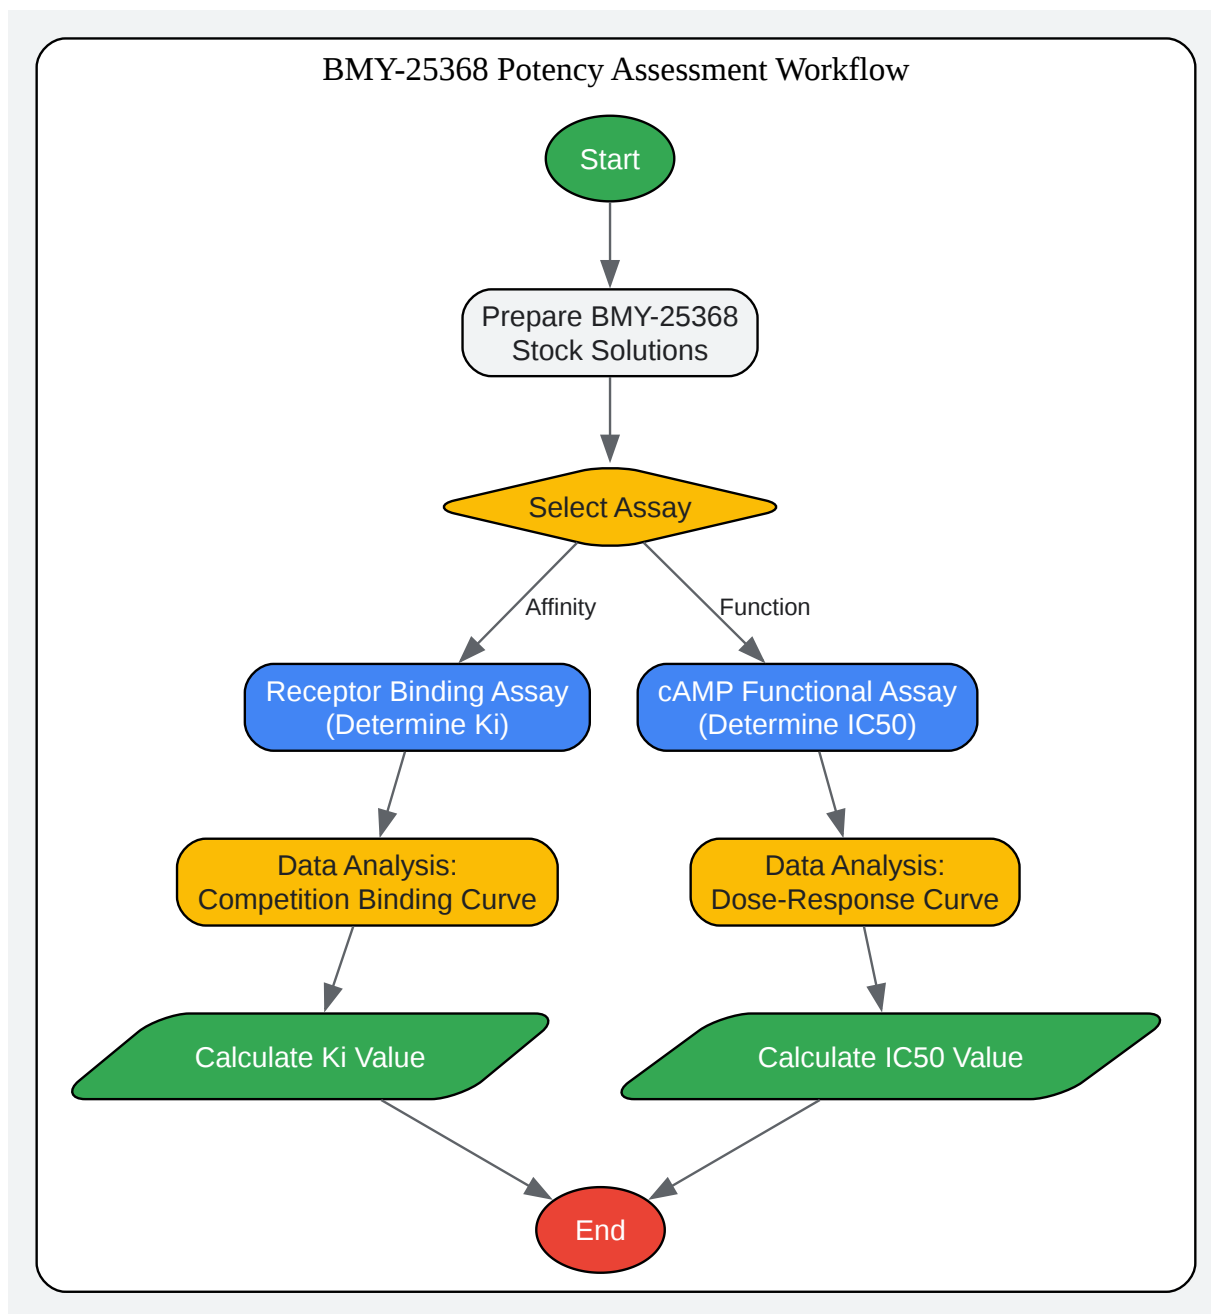 BMY-25368 Potency Assessment Workflow
Start
Prepare BMY-25368
Stock Solutions
Select Assay
Affinity
Function
Receptor Binding Assay
(Determine Ki)
cAMP Functional Assay
(Determine IC50)
Data Analysis:
Competition Binding Curve
Data Analysis:
Dose-Response Curve
Calculate Ki Value
Calculate IC50 Value
End